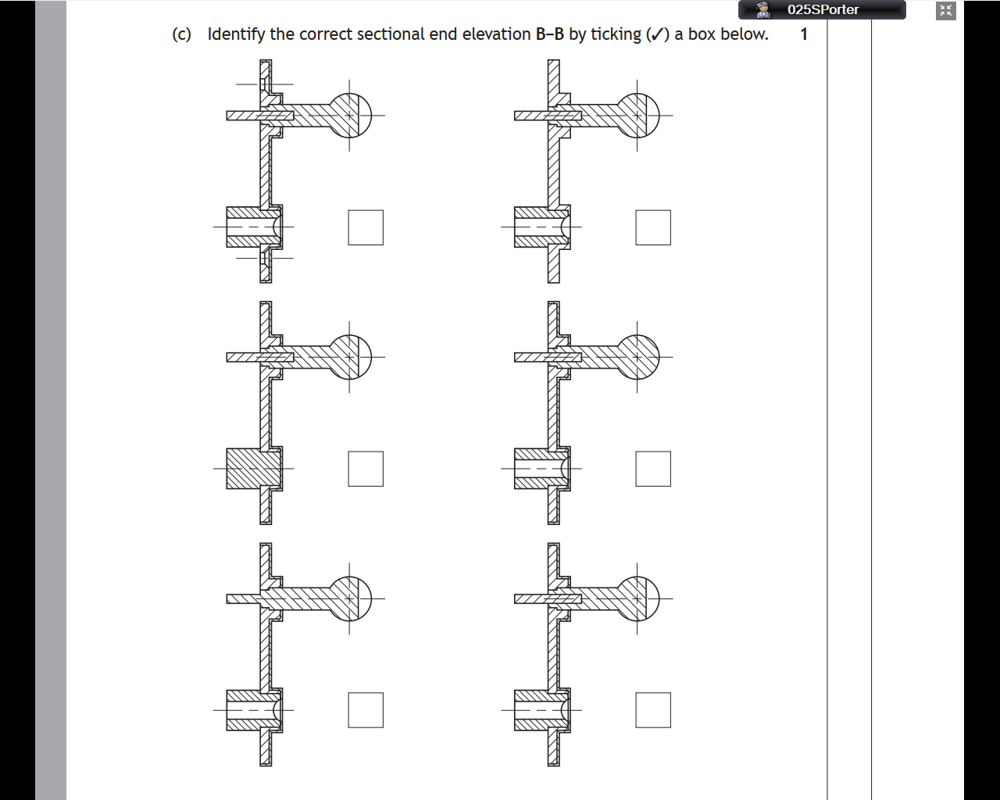 025SPorter
(c) Identify the correct sectional end elevation B–B by ticking (✓) a box below. 1